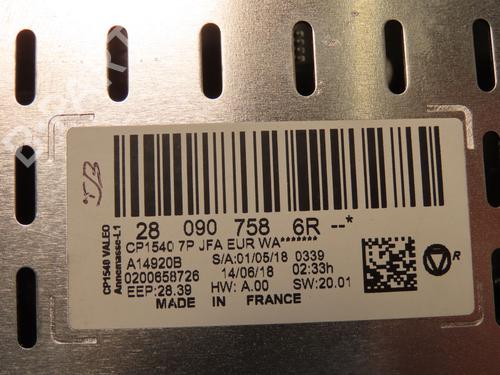 CP1540 VALEO
Annemasse-L1
28 090 758 6R --*
CP1540 7P JFA EUR WA*******
A14920B S/A:01/05/18 0339
0200658726 14/06/18 02:33h
EEP:28.39 HW: A.00 SW:20.01
MADE IN FRANCE
R